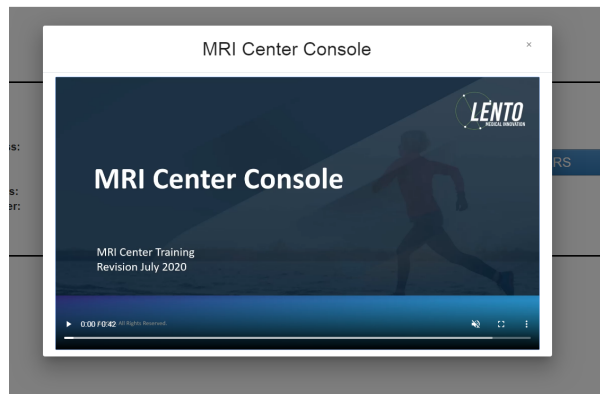 MRI Center Console
×
LENTO
MEDICAL INNOVATION
ss:
RS
MRI Center Console
s:
er:
MRI Center Training
Revision July 2020
0:00 / 0:42 All Rights Reserved.